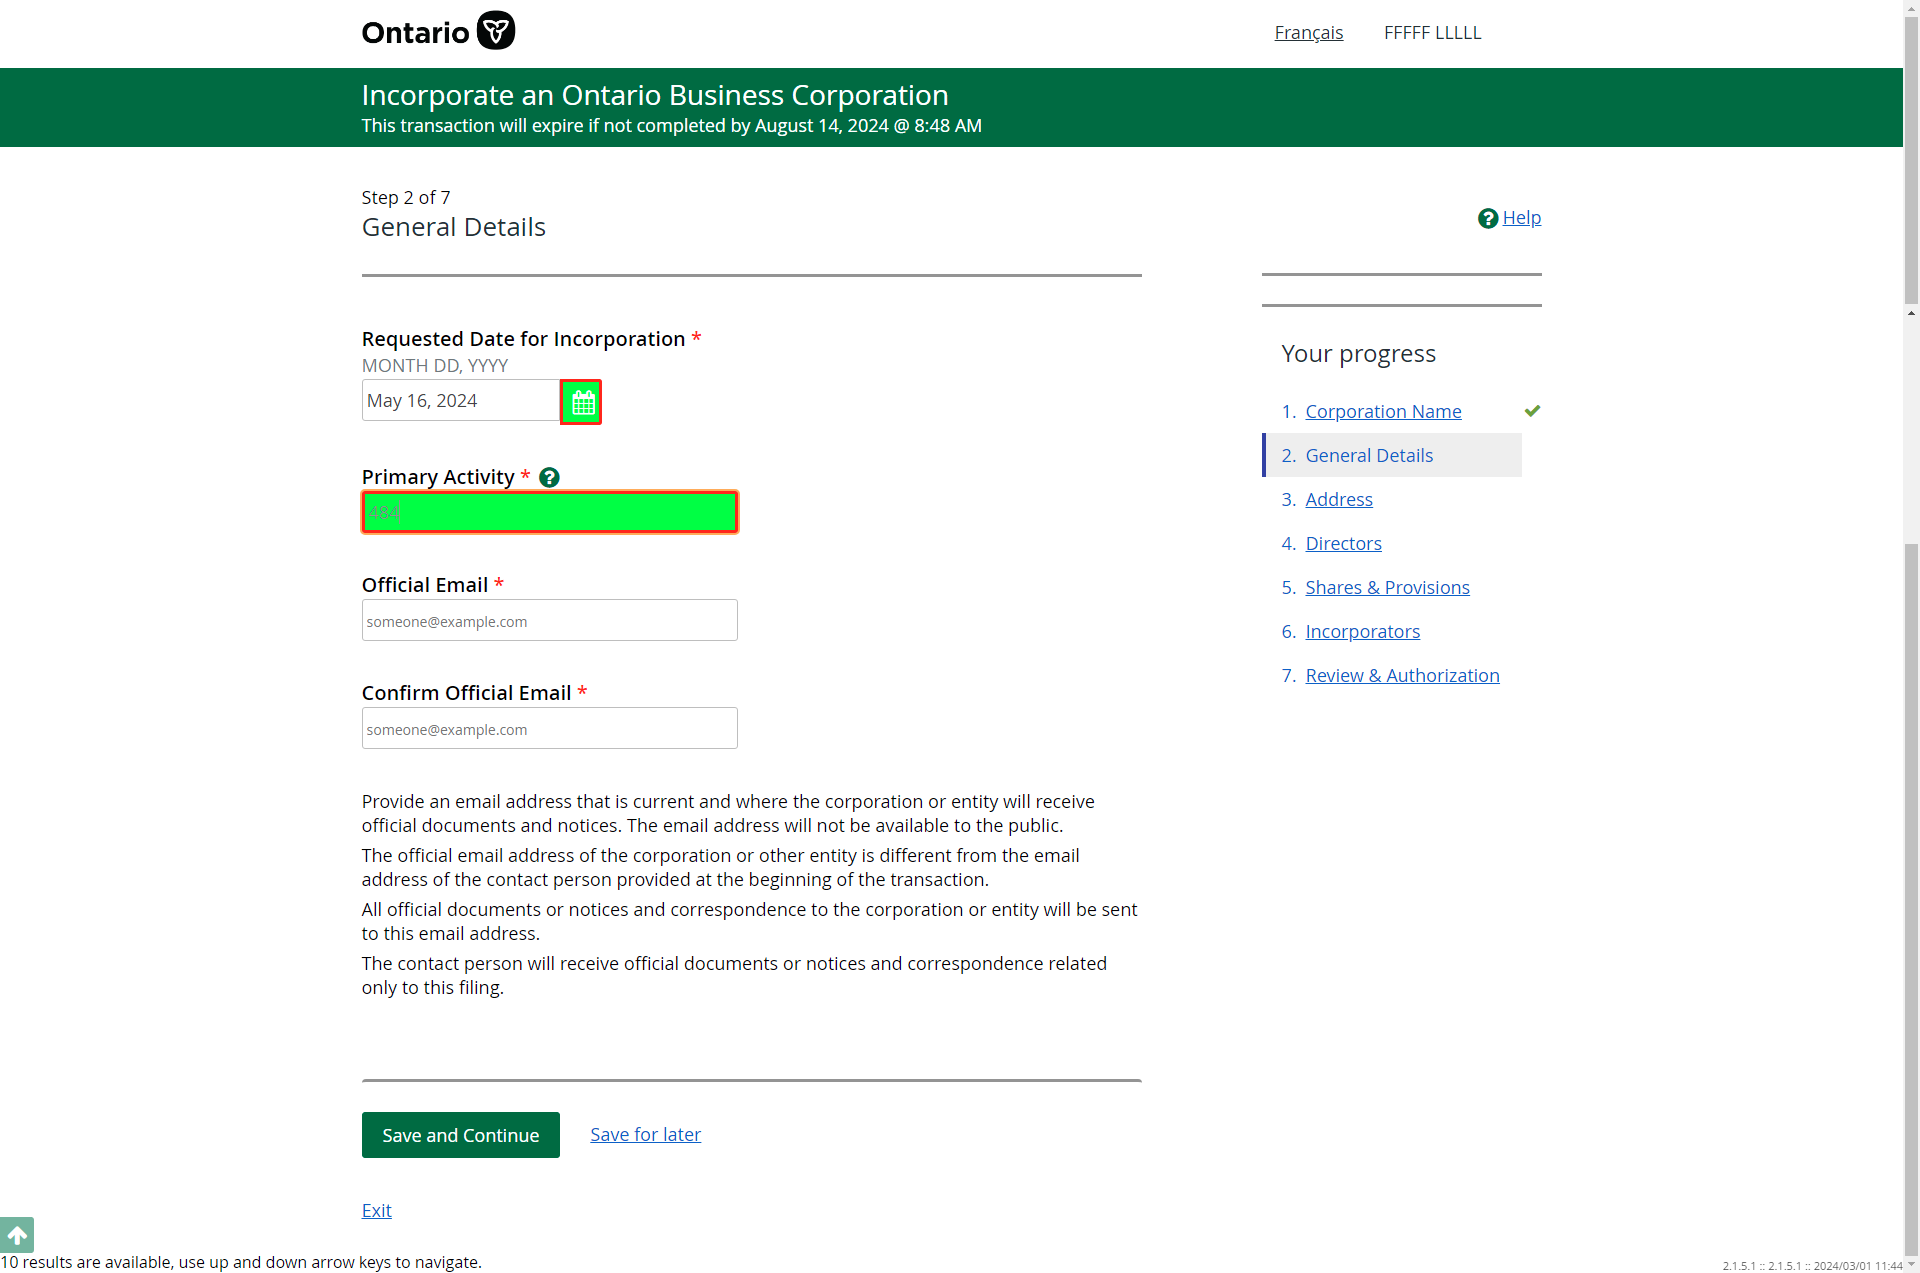 Ontario
Français
FFFFF LLLLL
Incorporate an Ontario Business Corporation
This transaction will expire if not completed by August 14, 2024 @ 8:48 AM
Step 2 of 7
General Details
? Help
Requested Date for Incorporation *
MONTH DD, YYYY
May 16, 2024
Primary Activity * ?
484
Official Email *
someone@example.com
Confirm Official Email *
someone@example.com
Provide an email address that is current and where the corporation or entity will receive
official documents and notices. The email address will not be available to the public.
The official email address of the corporation or other entity is different from the email
address of the contact person provided at the beginning of the transaction.
All official documents or notices and correspondence to the corporation or entity will be sent
to this email address.
The contact person will receive official documents or notices and correspondence related
only to this filing.
Save and Continue
Save for later
Exit
Your progress
1. Corporation Name
2. General Details
3. Address
4. Directors
5. Shares & Provisions
6. Incorporators
7. Review & Authorization
10 results are available, use up and down arrow keys to navigate.
2.1.5.1 :: 2.1.5.1 :: 2024/03/01 11:44